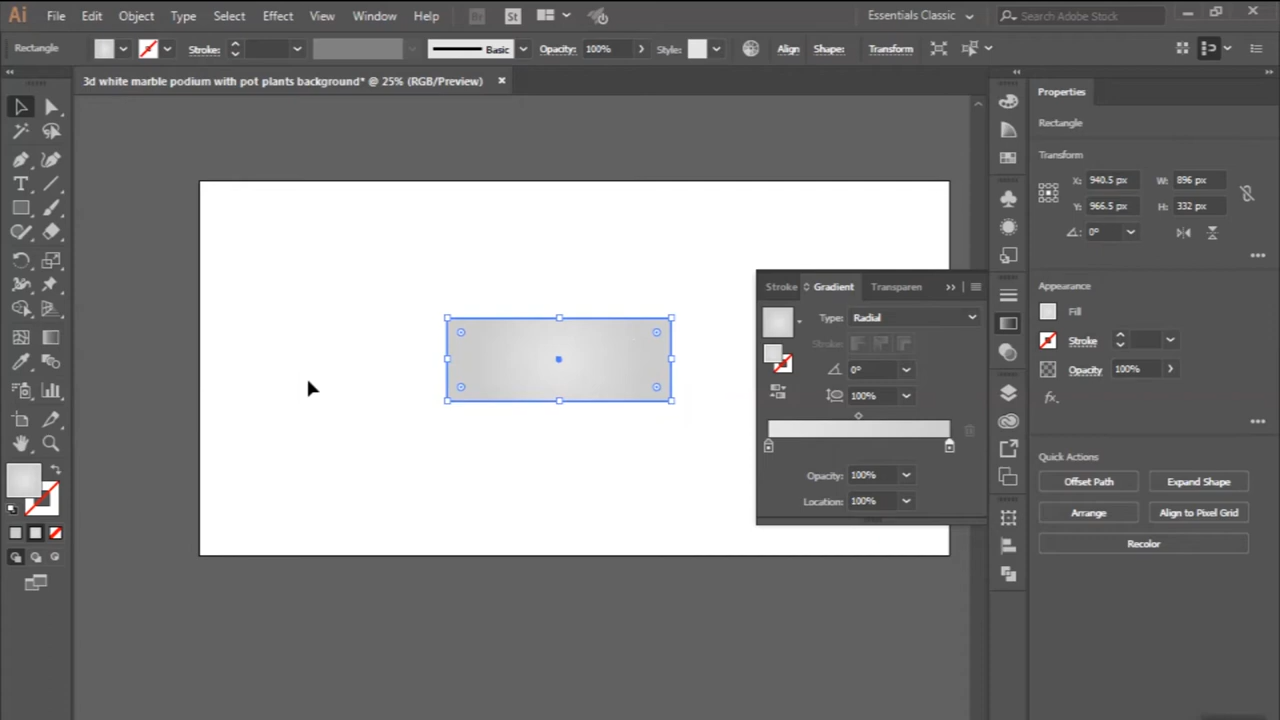 Ai File Edit Object Type Select Effect View Window Help Br St Essentials Classic Search Adobe Stock
Rectangle Stroke: Basic Opacity: 100% Style: Align Shape: Transform
3d white marble podium with pot plants background* @ 25% (RGB/Preview) ×
Properties
Rectangle
Transform
X: 940.5 px W: 896 px
Y: 966.5 px H: 332 px
0°
Appearance
Fill
Stroke
Opacity 100%
fx.
Quick Actions
Offset Path Expand Shape
Arrange Align to Pixel Grid
Recolor
Stroke Gradient Transparen
Type: Radial
Stroke:
0°
100%
Opacity: 100%
Location: 100%